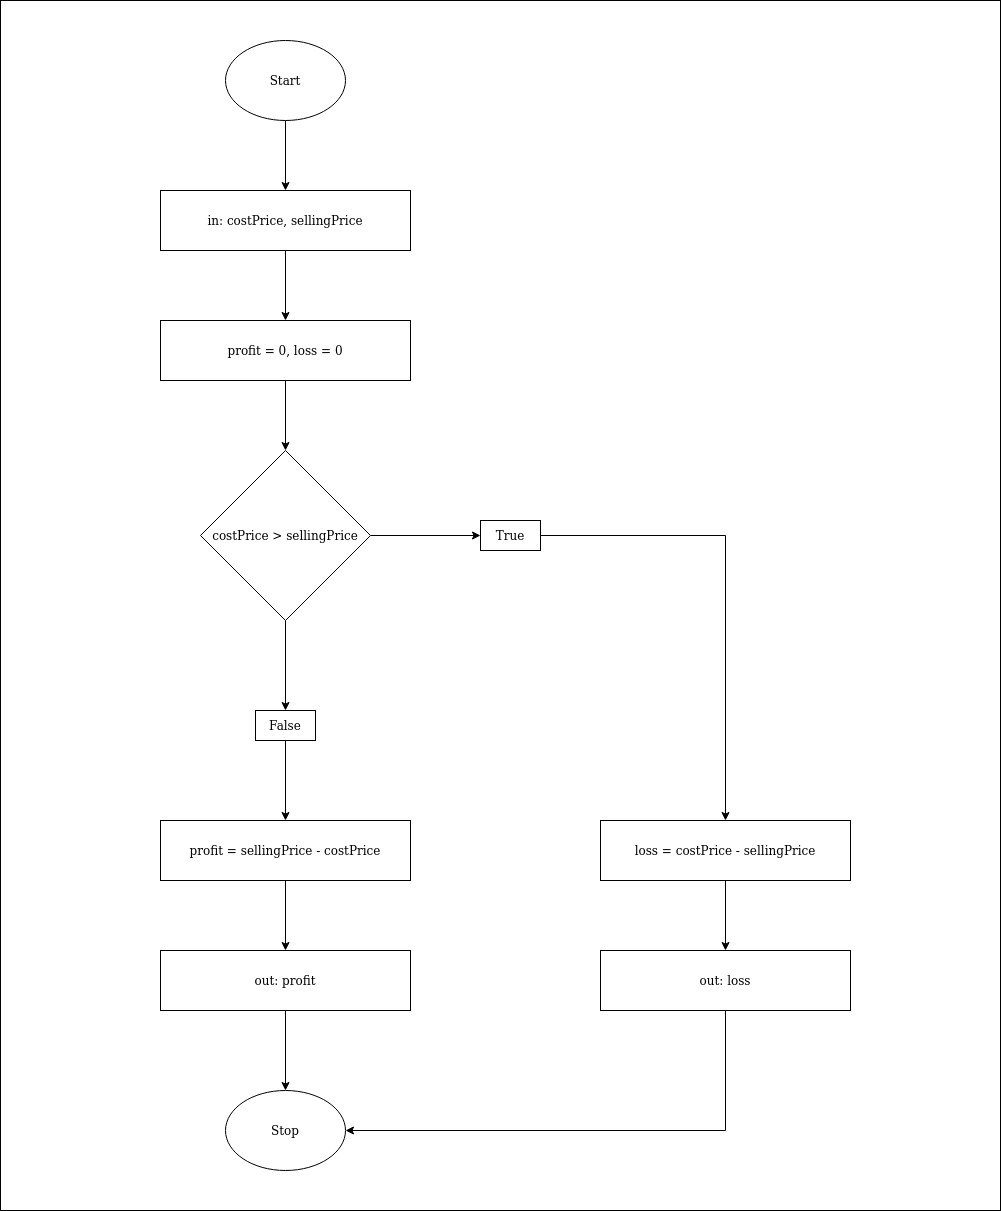 Start
in: costPrice, sellingPrice
profit = 0, loss = 0
costPrice > sellingPrice
True
False
profit = sellingPrice - costPrice
loss = costPrice - sellingPrice
out: profit
out: loss
Stop